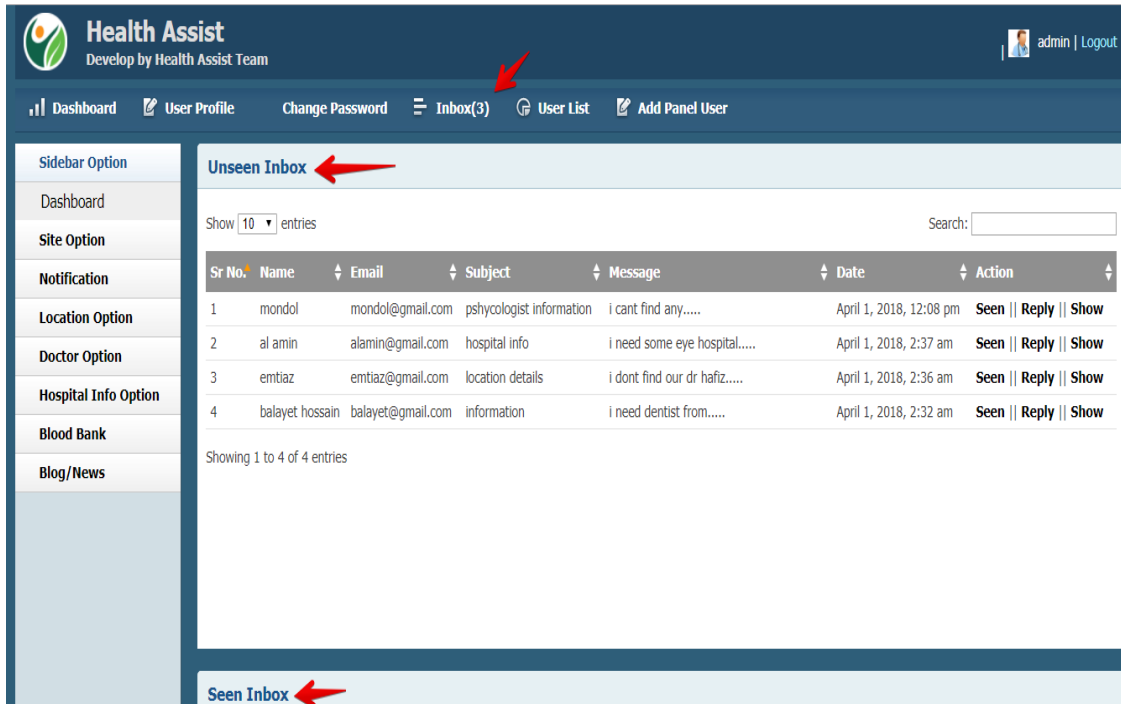 Health Assist
Develop by Health Assist Team
| admin | Logout
Dashboard User Profile Change Password Inbox(3) User List Add Panel User
Sidebar Option
Dashboard
Site Option
Notification
Location Option
Doctor Option
Hospital Info Option
Blood Bank
Blog/News
Unseen Inbox
Show 10 entries Search:
Sr No. Name Email Subject Message Date Action
1 mondol mondol@gmail.com pshycologist information i cant find any..... April 1, 2018, 12:08 pm Seen || Reply || Show
2 al amin alamin@gmail.com hospital info i need some eye hospital..... April 1, 2018, 2:37 am Seen || Reply || Show
3 emtiaz emtiaz@gmail.com location details i dont find our dr hafiz..... April 1, 2018, 2:36 am Seen || Reply || Show
4 balayet hossain balayet@gmail.com information i need dentist from..... April 1, 2018, 2:32 am Seen || Reply || Show
Showing 1 to 4 of 4 entries
Seen Inbox